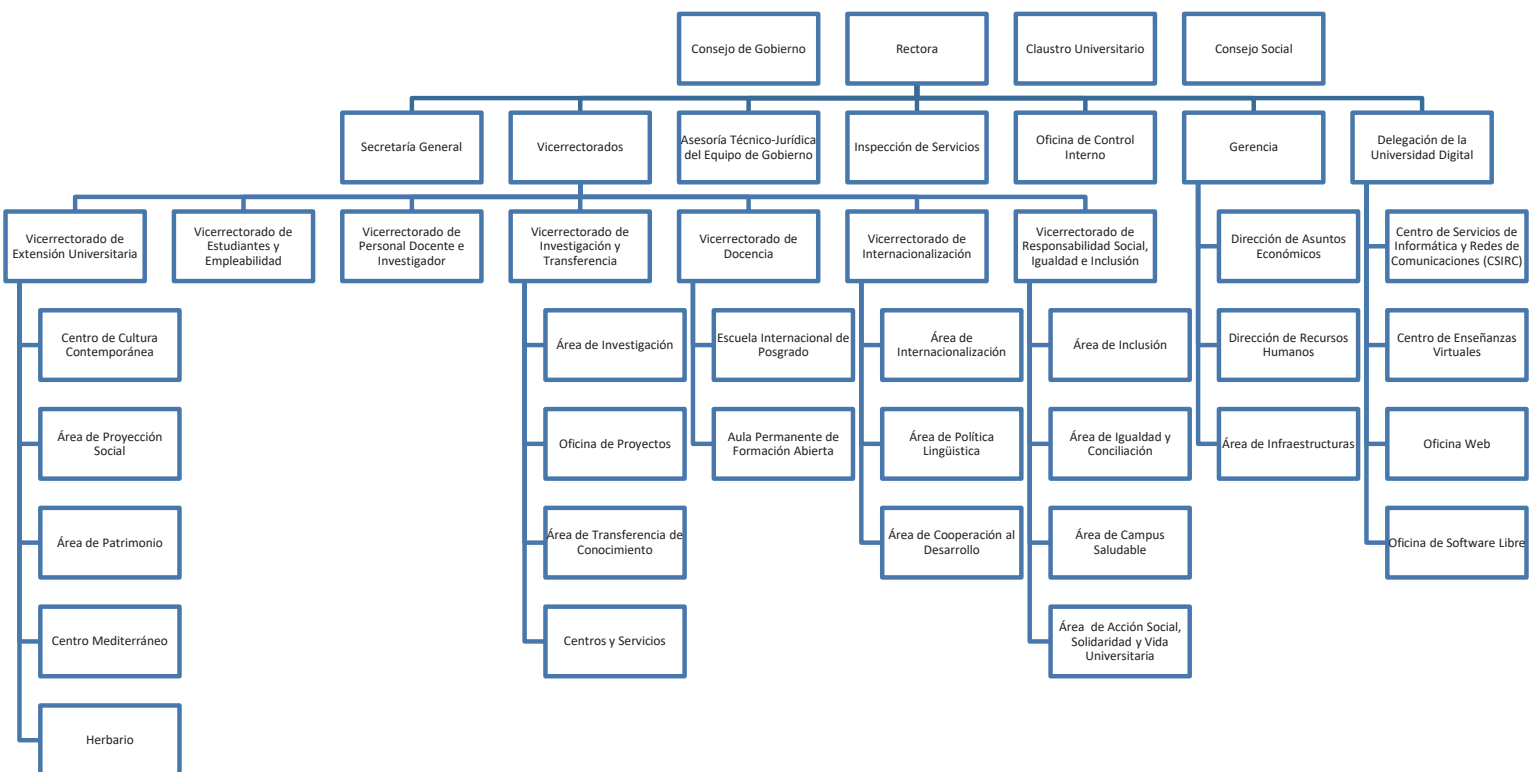 Consejo de Gobierno
Rectora
Claustro Universitario
Consejo Social
Secretaría General
Vicerrectorados
Asesoría Técnico-Jurídica
del Equipo de Gobierno
Inspección de Servicios
Oficina de Control
Interno
Gerencia
Delegación de la
Universidad Digital
Vicerrectorado de
Extensión Universitaria
Vicerrectorado de
Estudiantes y
Empleabilidad
Vicerrectorado de
Personal Docente e
Investigador
Vicerrectorado de
Investigación y
Transferencia
Vicerrectorado de
Docencia
Vicerrectorado de
Internacionalización
Vicerrectorado de
Responsabilidad Social,
Igualdad e Inclusión
Dirección de Asuntos
Económicos
Centro de Servicios de
Informática y Redes de
Comunicaciones (CSIRC)
Centro de Cultura
Contemporánea
Área de Investigación
Escuela Internacional de
Posgrado
Área de
Internacionalización
Área de Inclusión
Dirección de Recursos
Humanos
Centro de Enseñanzas
Virtuales
Área de Proyección
Social
Oficina de Proyectos
Aula Permanente de
Formación Abierta
Área de Política
Lingüistica
Área de Igualdad y
Conciliación
Área de Infraestructuras
Oficina Web
Área de Patrimonio
Área de Transferencia de
Conocimiento
Área de Cooperación al
Desarrollo
Área de Campus
Saludable
Oficina de Software Libre
Centro Mediterráneo
Centros y Servicios
Área  de Acción Social,
Solidaridad y Vida
Universitaria
Herbario